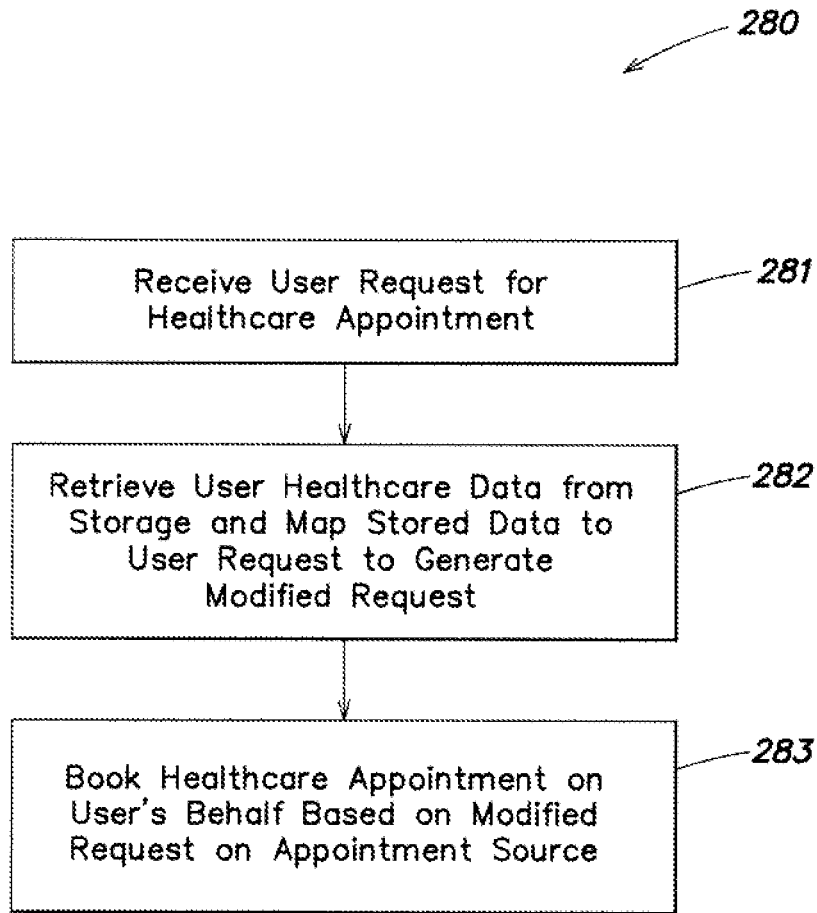 280
Receive User Request for
Healthcare Appointment
281
Retrieve User Healthcare Data from
Storage and Map Stored Data to
User Request to Generate
Modified Request
282
Book Healthcare Appointment on
User's Behalf Based on Modified
Request on Appointment Source
283